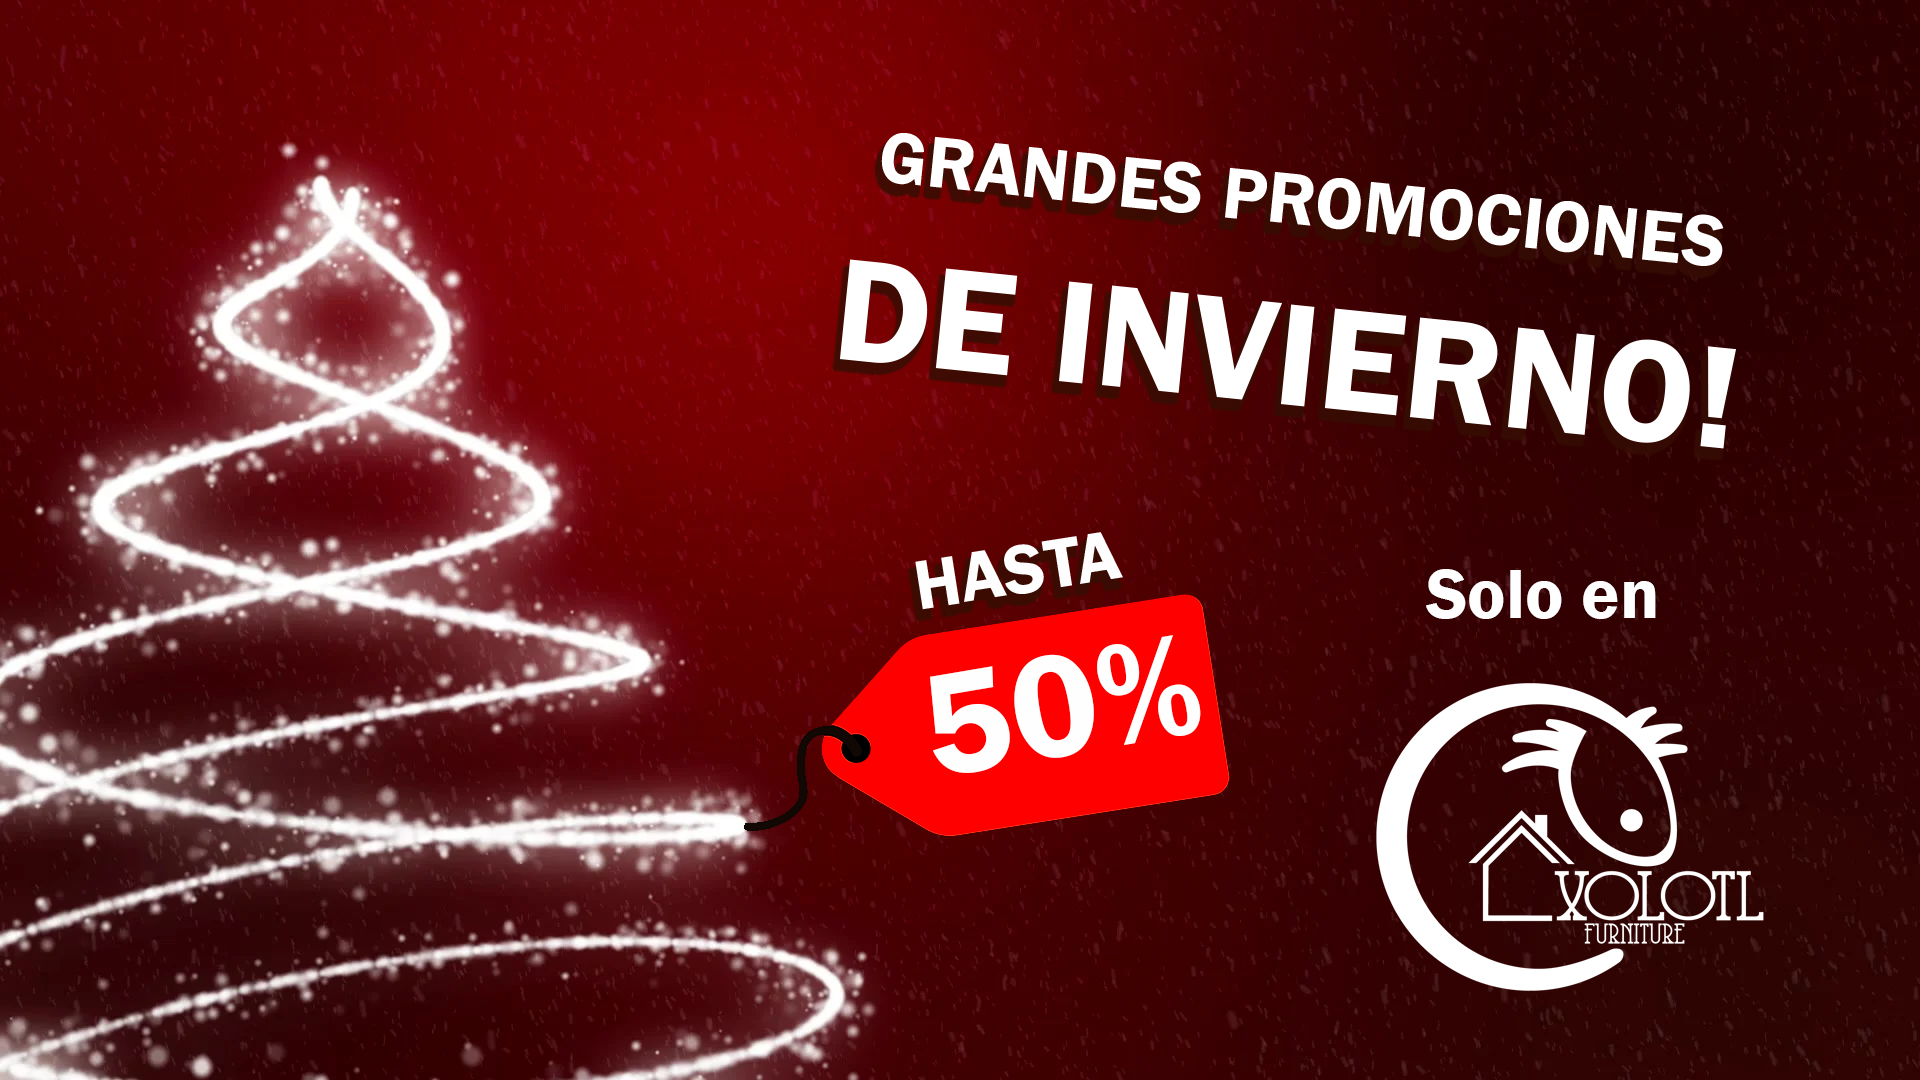 GRANDES PROMOCIONES
DE INVIERNO!
HASTA
50%
Solo en
XOLOTL
FURNITURE